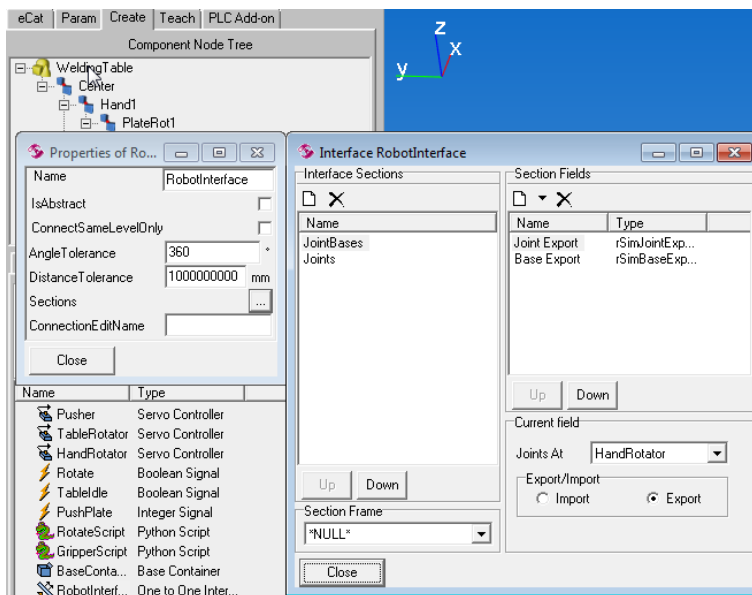 eCat Param Create Teach PLC Add-on
Component Node Tree
WeldingTable
Center
Hand1
PlateRot1
z
x
y
Properties of Ro...
Name RobotInterface
IsAbstract
ConnectSameLevelOnly
AngleTolerance 360 °
DistanceTolerance 1000000000 mm
Sections ...
ConnectionEditName
Close
Name Type
Pusher Servo Controller
TableRotator Servo Controller
HandRotator Servo Controller
Rotate Boolean Signal
TableIdle Boolean Signal
PushPlate Integer Signal
RotateScript Python Script
GripperScript Python Script
BaseConta... Base Container
RobotInterf... One to One Inter...
Interface RobotInterface
Interface Sections
Name
JointBases
Joints
Up Down
Section Frame
*NULL*
Close
Section Fields
Name Type
Joint Export rSimJointExp...
Base Export rSimBaseExp...
Up Down
Current field
Joints At HandRotator
Export/Import
Import Export